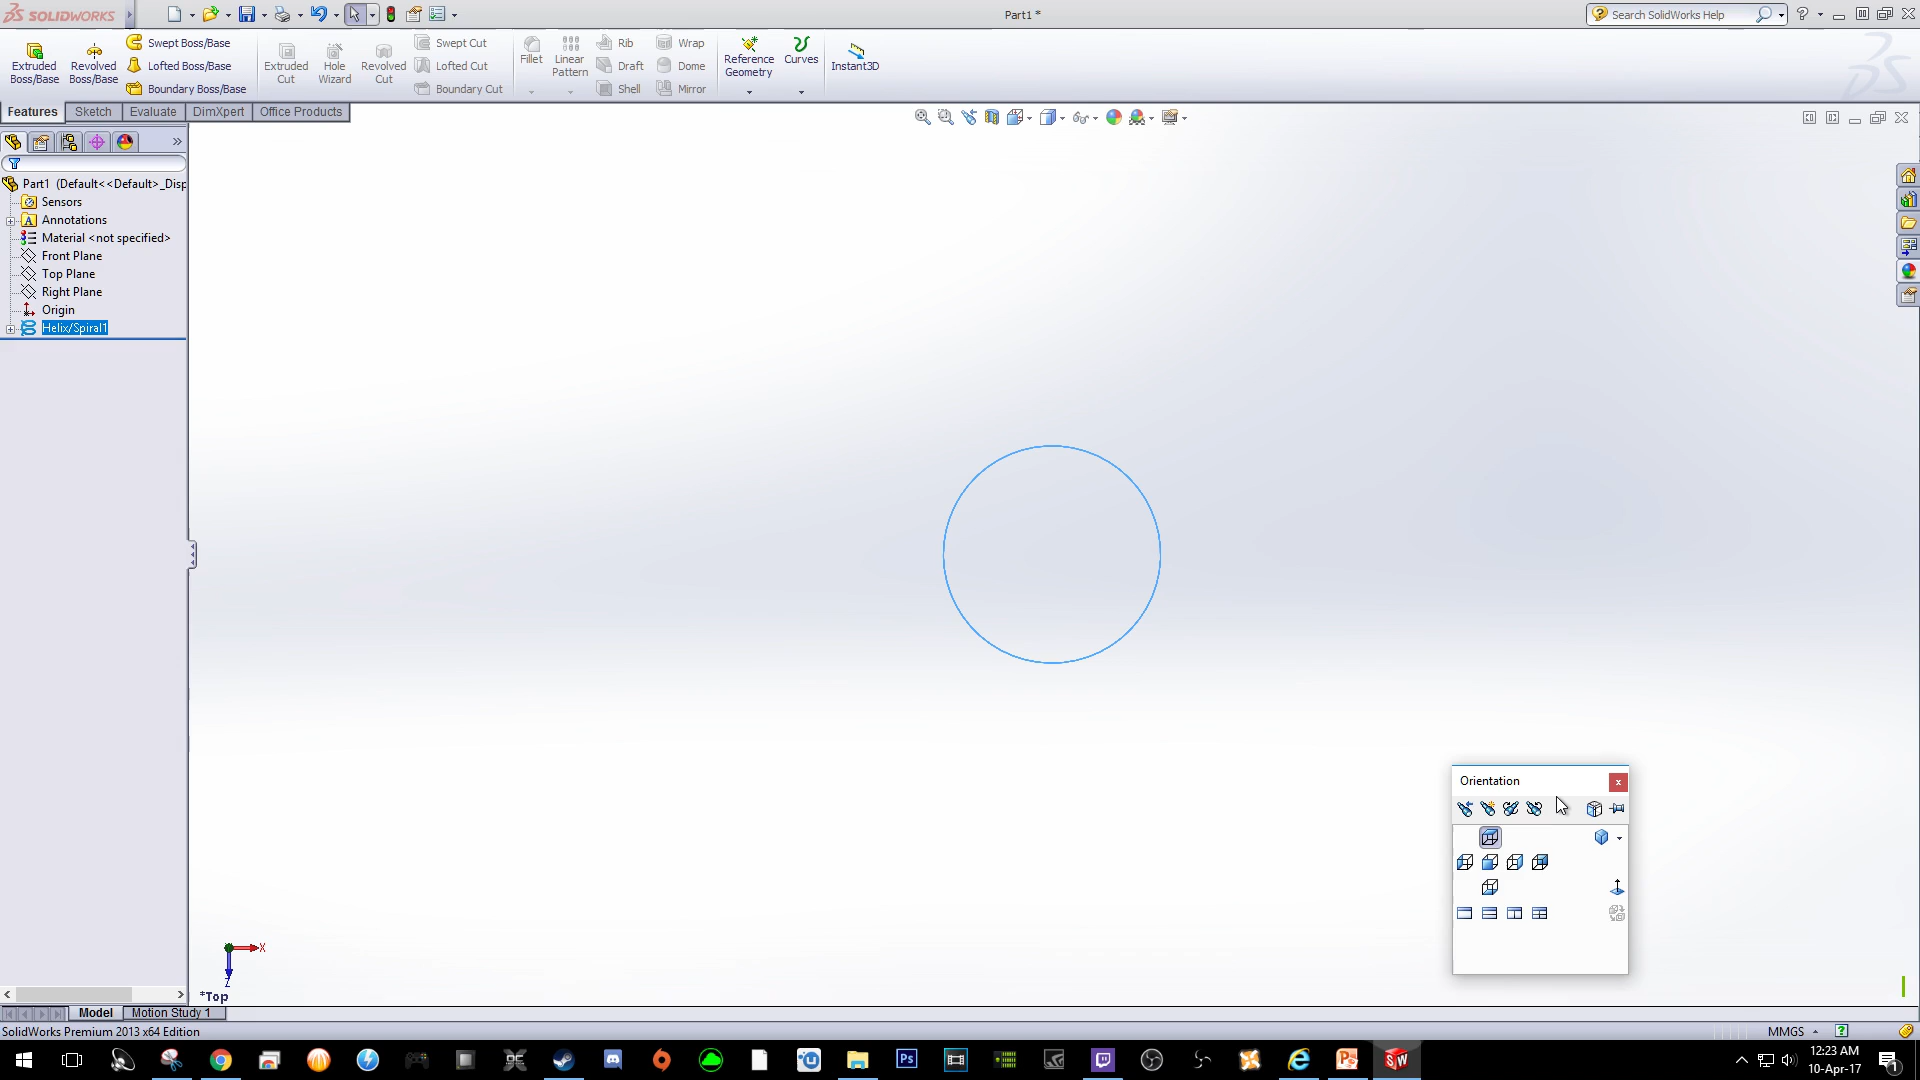 SOLIDWORKS
Part1 *
Search SolidWorks Help
Extruded Boss/Base
Revolved Boss/Base
Swept Boss/Base
Lofted Boss/Base
Boundary Boss/Base
Extruded Cut
Hole Wizard
Revolved Cut
Swept Cut
Lofted Cut
Boundary Cut
Fillet
Linear Pattern
Rib
Draft
Shell
Wrap
Dome
Mirror
Reference Geometry
Curves
Instant3D
Features
Sketch
Evaluate
DimXpert
Office Products
Part1 (Default<<Default>_Disp
Sensors
Annotations
Material <not specified>
Front Plane
Top Plane
Right Plane
Origin
Helix/Spiral1
Orientation
X
Z
*Top
Model
Motion Study 1
SolidWorks Premium 2013 x64 Edition
MMGS
12:23 AM
10-Apr-17